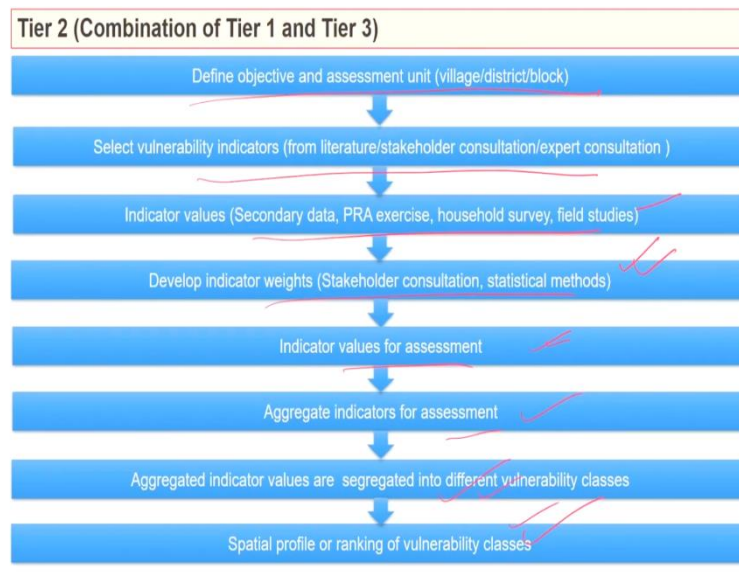 Tier 2 (Combination of Tier 1 and Tier 3)
Define objective and assessment unit (village/district/block)
Select vulnerability indicators (from literature/stakeholder consultation/expert consultation )
Indicator values (Secondary data, PRA exercise, household survey, field studies)
Develop indicator weights (Stakeholder consultation, statistical methods)
Indicator values for assessment
Aggregate indicators for assessment
Aggregated indicator values are segregated into different vulnerability classes
Spatial profile or ranking of vulnerability classes